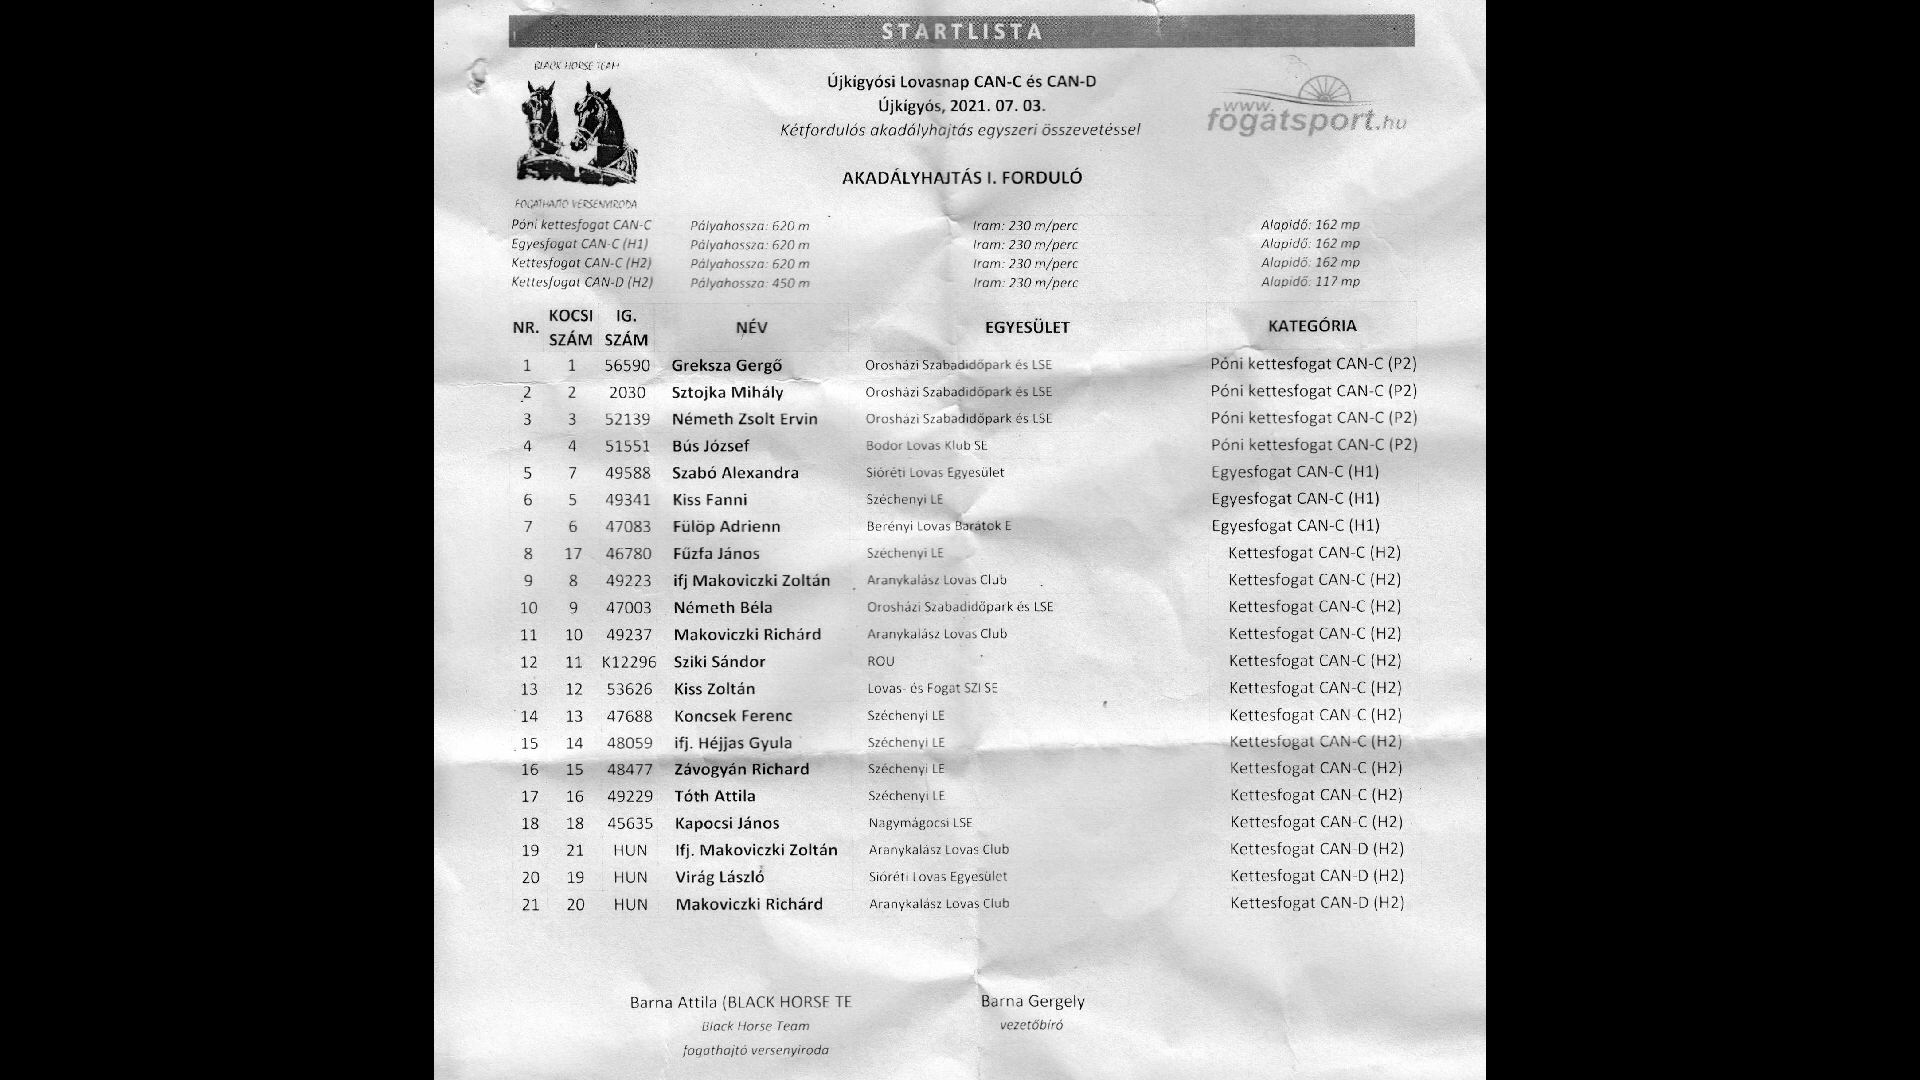 STARTLISTA
BLACK HORSE TEAM
Újkígyósi Lovasnap CAN-C és CAN-D
Újkígyós, 2021. 07. 03.
www.fogatsport.hu
Kétfordulós akadályhajtás egyszeri összevetéssel
AKADÁLYHAJTÁS I. FORDULÓ
FOGATHAJTÓ VERSENYIRODA
Póni kettesfogat CAN-C Pályahossza: 620 m Iram: 230 m/perc Alapidő: 162 mp
Egyesfogat CAN-C (H1) Pályahossza: 620 m Iram: 230 m/perc Alapidő: 162 mp
Kettesfogat CAN-C (H2) Pályahossza: 620 m Iram: 230 m/perc Alapidő: 162 mp
Kettesfogat CAN-D (H2) Pályahossza: 450 m Iram: 230 m/perc Alapidő: 117 mp
NR. KOCSI SZÁM IG. SZÁM NÉV EGYESÜLET KATEGÓRIA
1 1 56590 Greksza Gergő Orosházi Szabadidőpark és LSE Póni kettesfogat CAN-C (P2)
2 2 2030 Sztojka Mihály Orosházi Szabadidőpark és LSE Póni kettesfogat CAN-C (P2)
3 3 52139 Németh Zsolt Ervin Orosházi Szabadidőpark és LSE Póni kettesfogat CAN-C (P2)
4 4 51551 Bús József Bodor Lovas Klub SE Póni kettesfogat CAN-C (P2)
5 7 49588 Szabó Alexandra Sióréti Lovas Egyesület Egyesfogat CAN-C (H1)
6 5 49341 Kiss Fanni Széchenyi LE Egyesfogat CAN-C (H1)
7 6 47083 Fülöp Adrienn Berényi Lovas Barátok E Egyesfogat CAN-C (H1)
8 17 46780 Fűzfa János Széchenyi LE Kettesfogat CAN-C (H2)
9 8 49223 ifj Makoviczki Zoltán Aranykalász Lovas Club Kettesfogat CAN-C (H2)
10 9 47003 Németh Béla Orosházi Szabadidőpark és LSE Kettesfogat CAN-C (H2)
11 10 49237 Makoviczki Richárd Aranykalász Lovas Club Kettesfogat CAN-C (H2)
12 11 K12296 Sziki Sándor ROU Kettesfogat CAN-C (H2)
13 12 53626 Kiss Zoltán Lovas- és Fogat SZI SE Kettesfogat CAN-C (H2)
14 13 47688 Koncsek Ferenc Széchenyi LE Kettesfogat CAN-C (H2)
15 14 48059 ifj. Héjjas Gyula Széchenyi LE Kettesfogat CAN-C (H2)
16 15 48477 Závogyán Richard Széchenyi LE Kettesfogat CAN-C (H2)
17 16 49229 Tóth Attila Széchenyi LE Kettesfogat CAN-C (H2)
18 18 45635 Kapocsi János Nagymágocsi LSE Kettesfogat CAN-C (H2)
19 21 HUN Ifj. Makoviczki Zoltán Aranykalász Lovas Club Kettesfogat CAN-D (H2)
20 19 HUN Virág László Sióréti Lovas Egyesület Kettesfogat CAN-D (H2)
21 20 HUN Makoviczki Richárd Aranykalász Lovas Club Kettesfogat CAN-D (H2)
Barna Attila (BLACK HORSE TE Barna Gergely
Black Horse Team vezetőbíró
fogathajtó versenyiroda